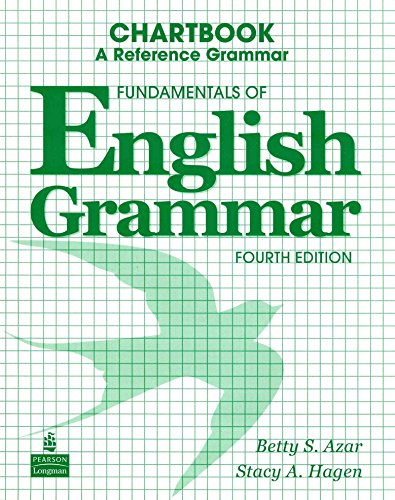 CHARTBOOK
A Reference Grammar
FUNDAMENTALS OF
English
Grammar
FOURTH EDITION
Betty S. Azar
Stacy A. Hagen
PEARSON
Longman